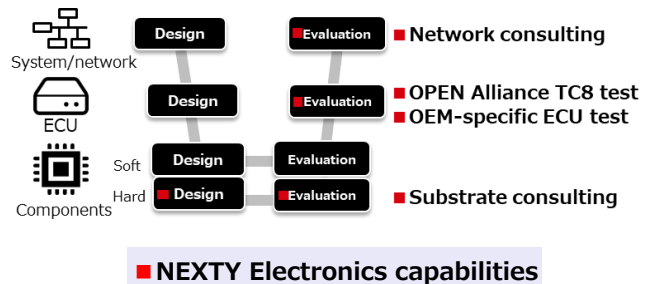 Design
Evaluation
Network consulting
System/network
Design
Evaluation
OPEN Alliance TC8 test
OEM-specific ECU test
ECU
Soft
Design
Evaluation
Hard
Design
Evaluation
Substrate consulting
Components
NEXTY Electronics capabilities